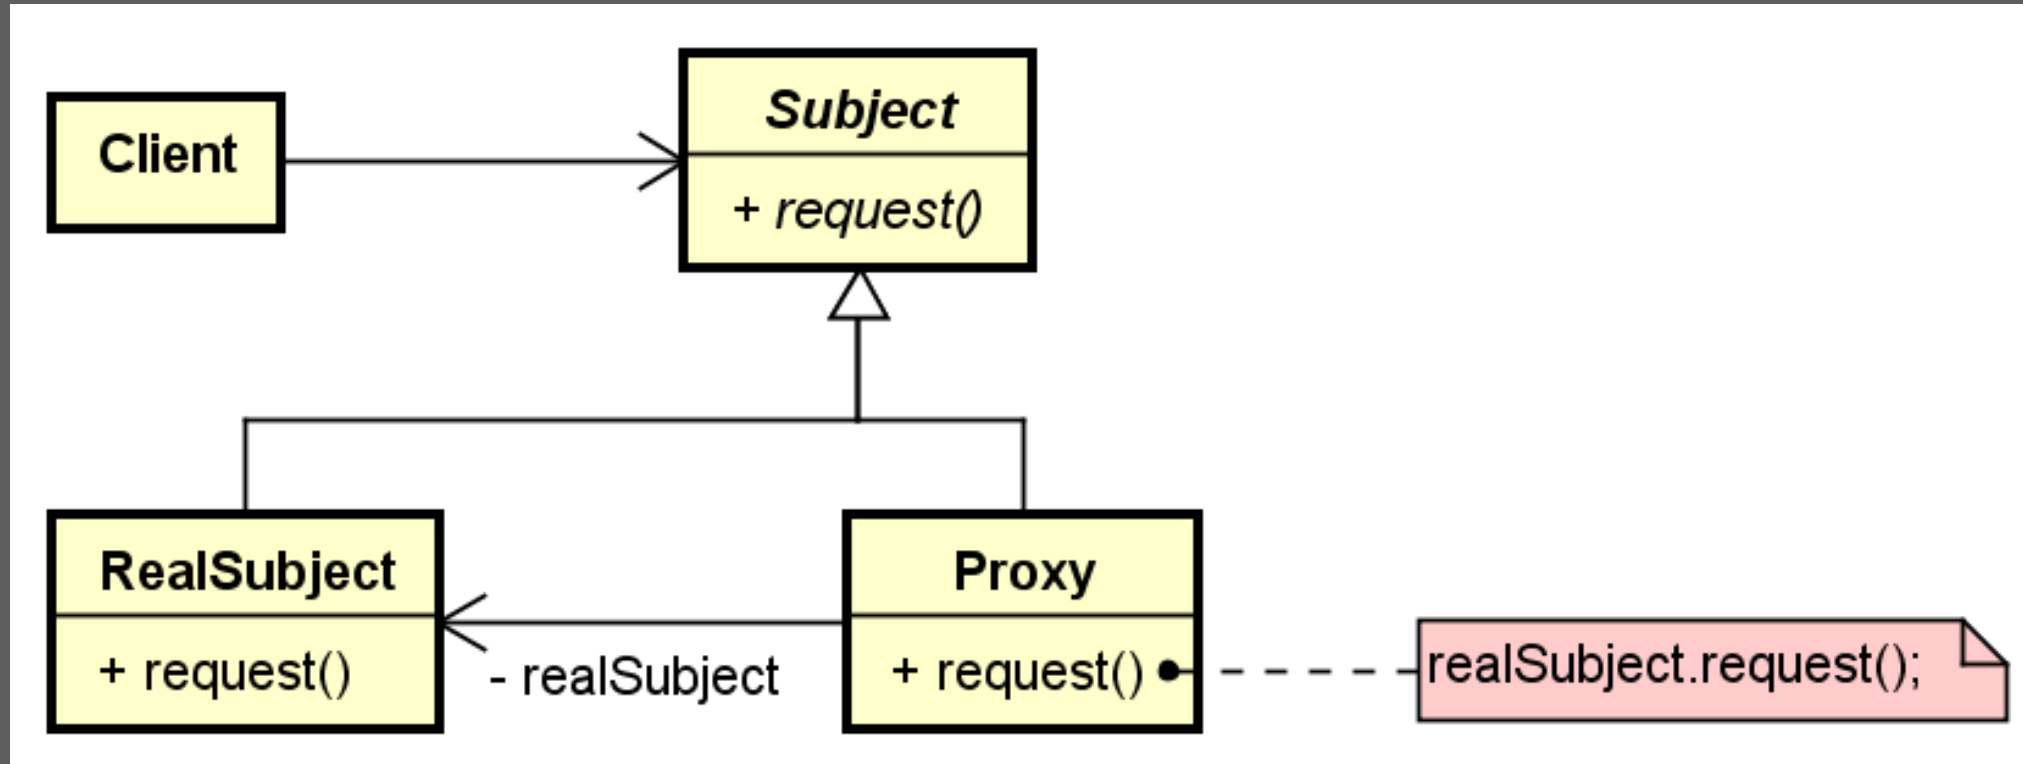 Client
Subject
+ request()
RealSubject
+ request()
- realSubject
Proxy
+ request()
realSubject.request();